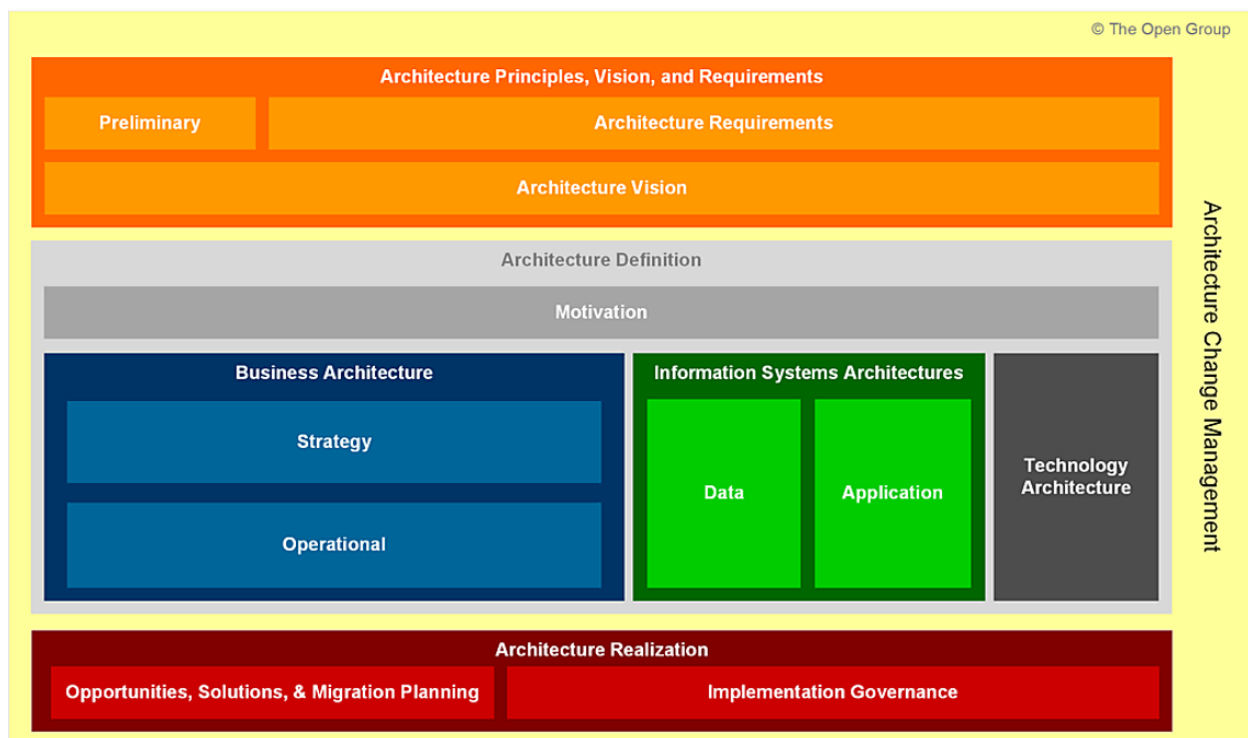 © The Open Group
Architecture Principles, Vision, and Requirements
Preliminary
Architecture Requirements
Architecture Vision
Architecture Definition
Motivation
Business Architecture
Strategy
Operational
Information Systems Architectures
Data
Application
Technology
Architecture
Architecture Realization
Opportunities, Solutions, & Migration Planning
Implementation Governance
Architecture Change Management